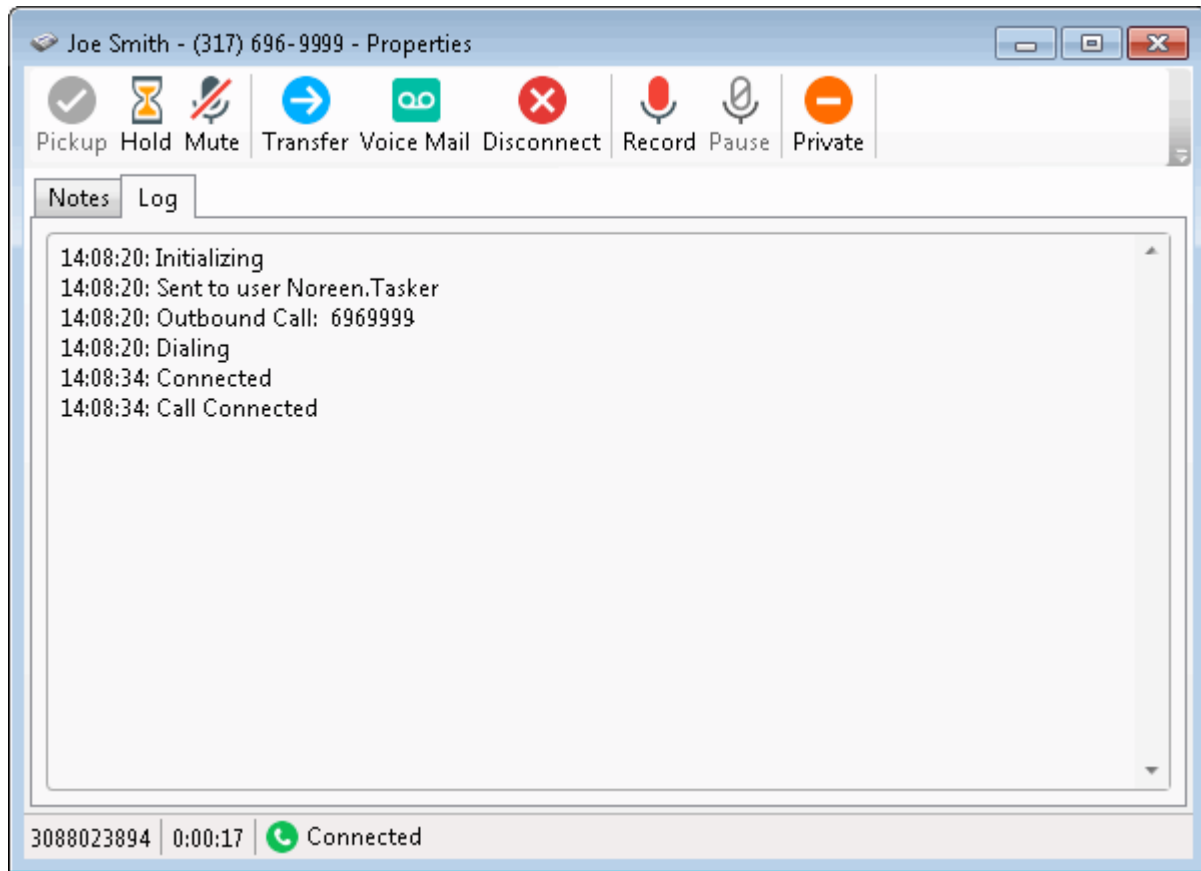 Joe Smith - (317) 696-9999 - Properties
Pickup Hold Mute Transfer Voice Mail Disconnect Record Pause Private
Notes Log
14:08:20: Initializing
14:08:20: Sent to user Noreen.Tasker
14:08:20: Outbound Call:  6969999
14:08:20: Dialing
14:08:34: Connected
14:08:34: Call Connected
3088023894 0:00:17 Connected